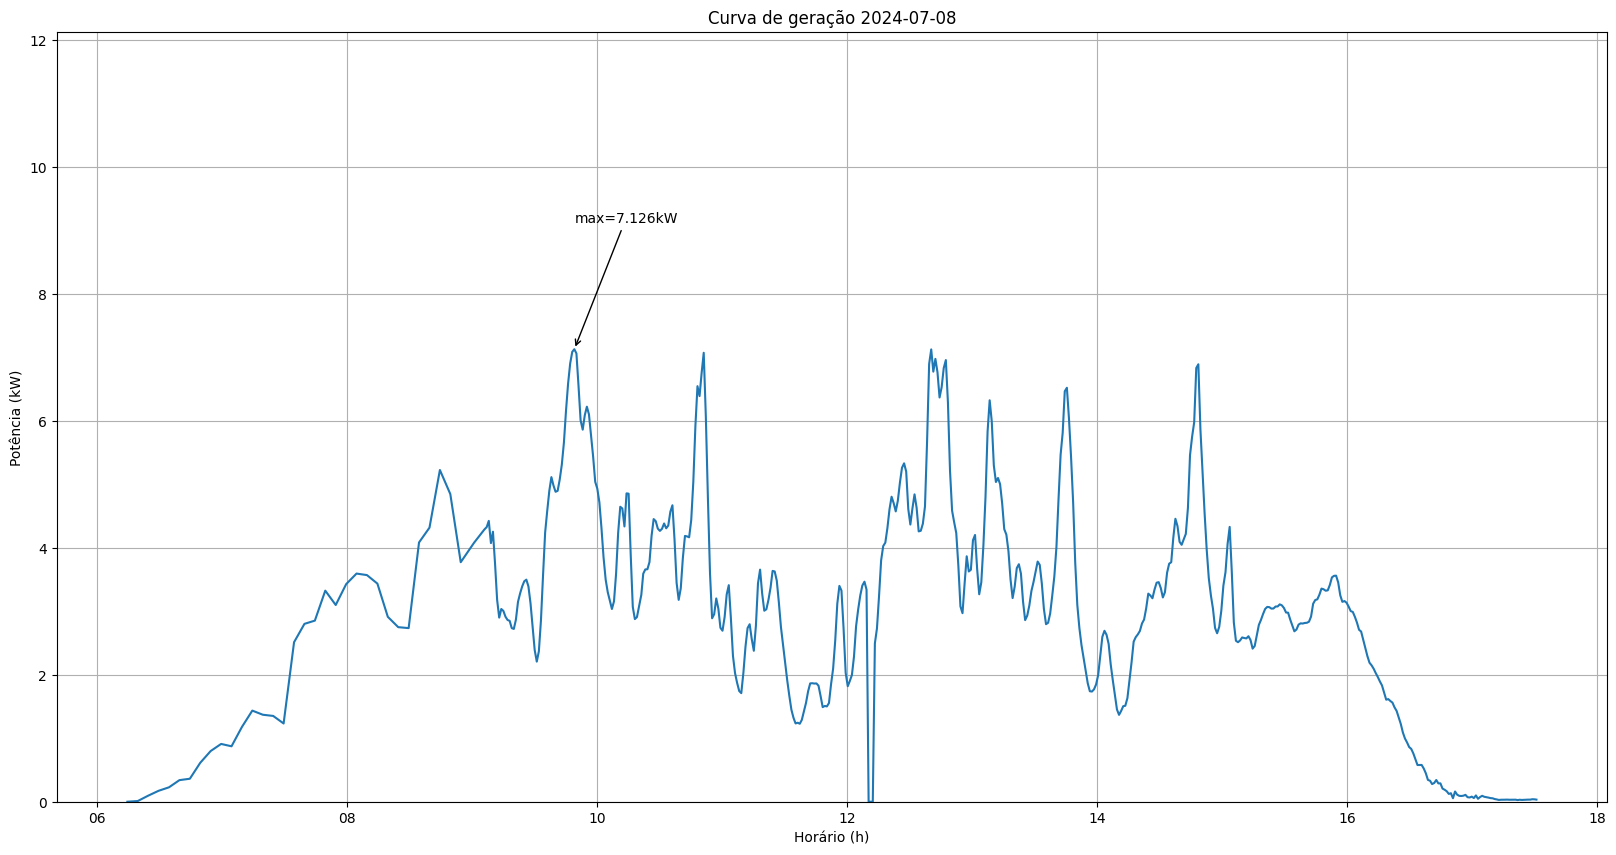 Curva de geração 2024-07-08
12
10
max=7.126kW
8
6
Potência (kW)
4
2
0
06 08 10 12 14 16 18
Horário (h)